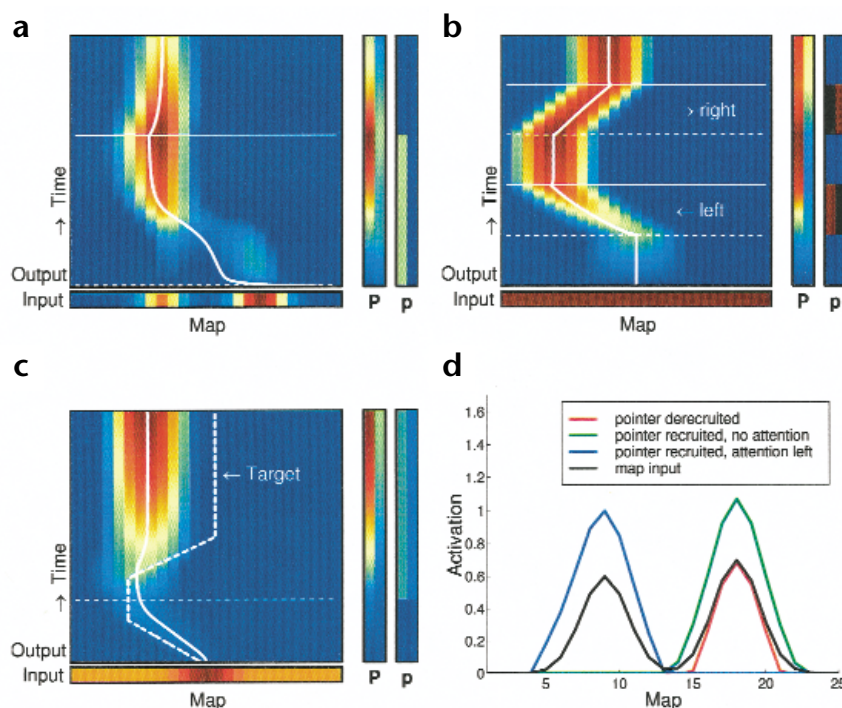 a
↑ Time
Output
Input
Map
P
p
b
> right
↑ Time
← left
Output
Input
Map
P
p
c
← Target
↑ Time
Output
Input
Map
P
p
d
1.6
1.4
1.2
1
0.8
0.6
0.4
0.2
0
Activation
pointer derecruited
pointer recruited, no attention
pointer recruited, attention left
map input
5 10 15 20 25
Map